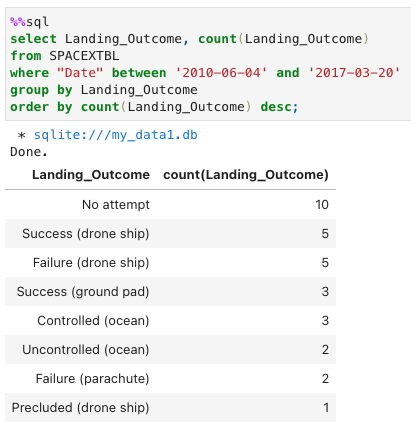 %%sql
select Landing_Outcome, count(Landing_Outcome)
from SPACEXTBL
where "Date" between '2010-06-04' and '2017-03-20'
group by Landing_Outcome
order by count(Landing_Outcome) desc;
* sqlite:///my_data1.db
Done.
Landing_Outcome count(Landing_Outcome)
No attempt 10
Success (drone ship) 5
Failure (drone ship) 5
Success (ground pad) 3
Controlled (ocean) 3
Uncontrolled (ocean) 2
Failure (parachute) 2
Precluded (drone ship) 1